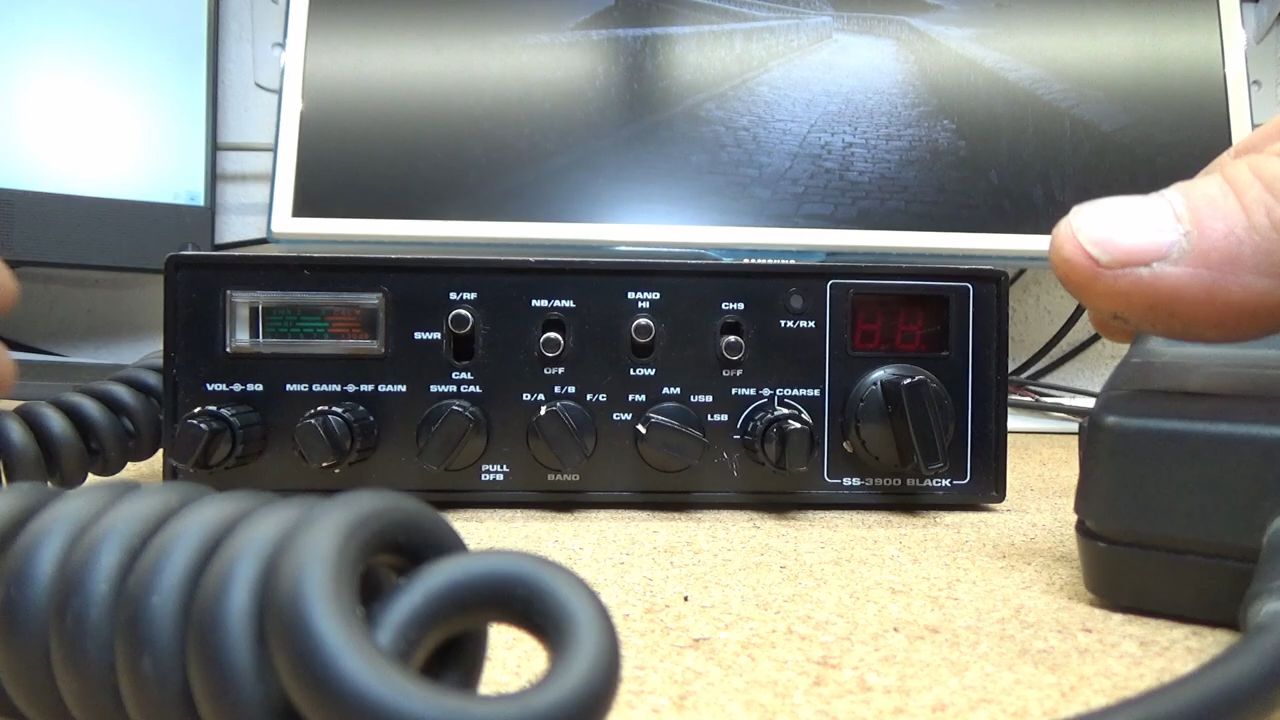 SAMSUNG
S/RF
NB/ANL
BAND
HI
CH9
SWR
TX/RX
CAL
OFF
LOW
OFF
VOL SQ
MIC GAIN RF GAIN
SWR CAL
D/A
E/B
F/C
FM
AM
USB
FINE COARSE
CW
LSB
PULL
DFB
BAND
SS-3900 BLACK